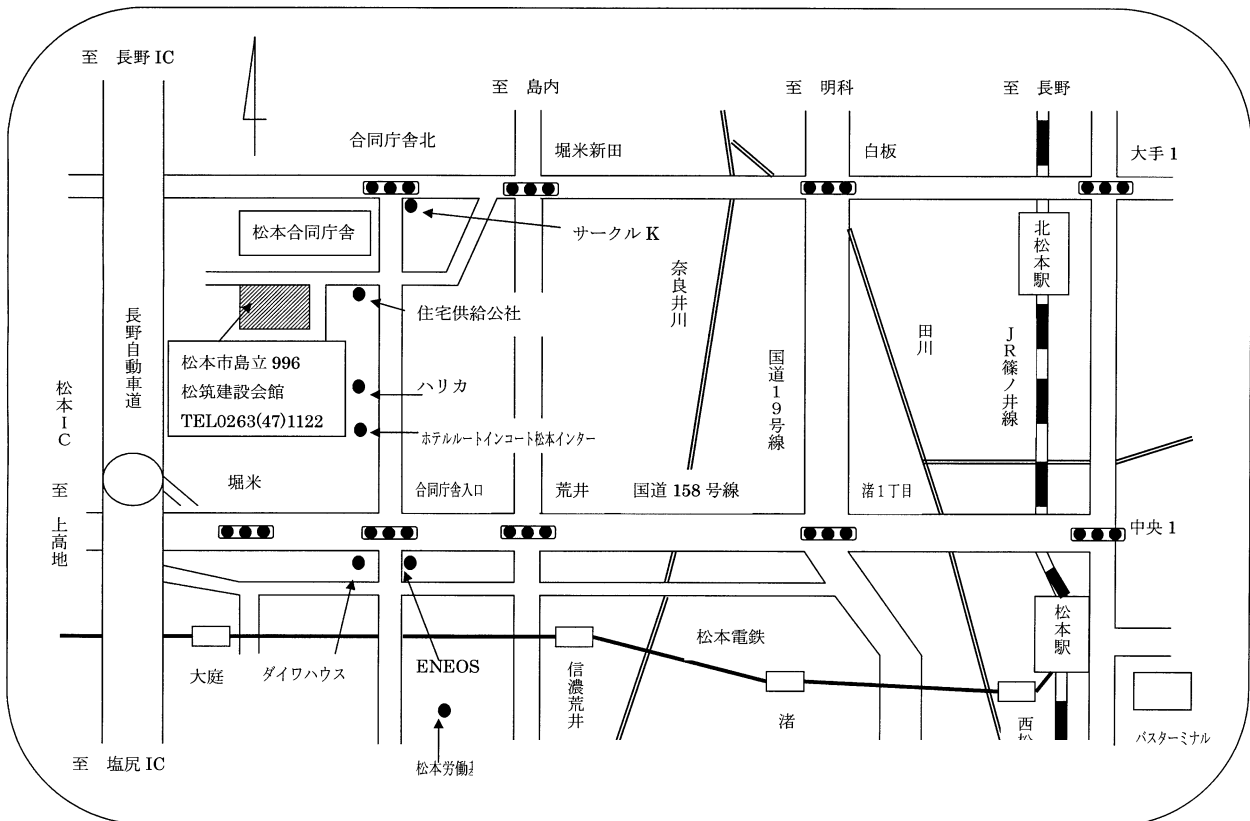 至 長野IC
至 島内
至 明科
至 長野
合同庁舎北
堀米新田
白板
大手1
松本合同庁舎
サークルK
北松本駅
奈良井川
住宅供給公社
長野自動車道
田川
JR篠ノ井線
国道19号線
松本市島立996
松筑建設会館
TEL0263(47)1122
松本IC
ハリカ
ホテルルートインコート松本インター
堀米
合同庁舎入口
荒井
国道158号線
渚1丁目
至 上高地
中央1
松本駅
松本電鉄
大庭
ダイワハウス
ENEOS
信濃荒井
渚
西松
バスターミナル
至 塩尻IC
松本労働基